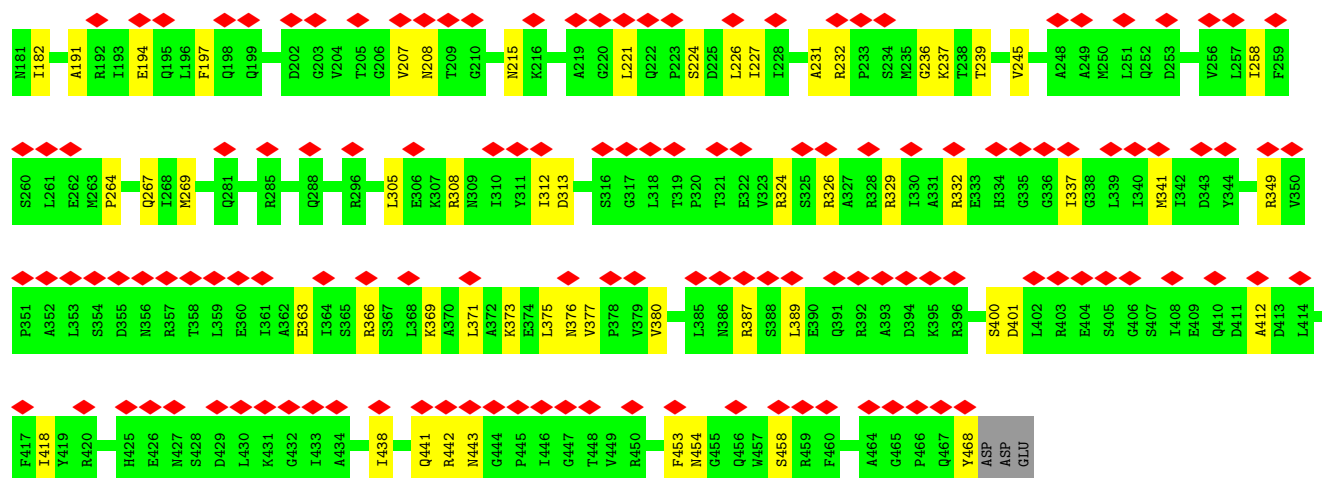 N181 I182 A191 R192 I193 E194 Q195 L196 F197 Q198 Q199 D202 G203 V204 T205 G206 V207 N208 T209 G210 N215 K216 A219 G220 L221 Q222 P223 S224 D225 L226 I227 I228 A231 R232 P233 S234 M235 G236 K237 T238 T239 V245 A248 A249 M250 L251 Q252 D253 V256 L257 I258 F259
S260 L261 E262 M263 P264 Q267 I268 M269 Q281 R285 Q288 R296 L305 E306 K307 R308 N309 I310 Y311 I312 D313 S316 G317 L318 T319 P320 T321 E322 V323 R324 S325 R326 A327 R328 R329 I330 A331 R332 E333 H334 G335 G336 I337 G338 L339 I340 M341 I342 D343 Y344 R349 V350
P351 A352 L353 S354 D355 N356 R357 T358 L359 E360 I361 A362 E363 I364 S365 R366 S367 L368 K369 A370 L371 A372 K373 E374 L375 N376 V377 P378 V379 V380 L385 N386 R387 S388 L389 E390 Q391 R392 A393 D394 K395 R396 S400 D401 L402 R403 E404 S405 G406 S407 I408 E409 Q410 D411 A412 D413 L414
F417 I418 Y419 R420 H425 E426 N427 S428 D429 L430 K431 G432 I433 A434 I438 Q441 R442 N443 G444 P445 I446 G447 T448 V449 R450 F453 N454 G455 Q456 W457 S458 R459 F460 A464 G465 P466 Q467 Y468 ASP ASP GLU